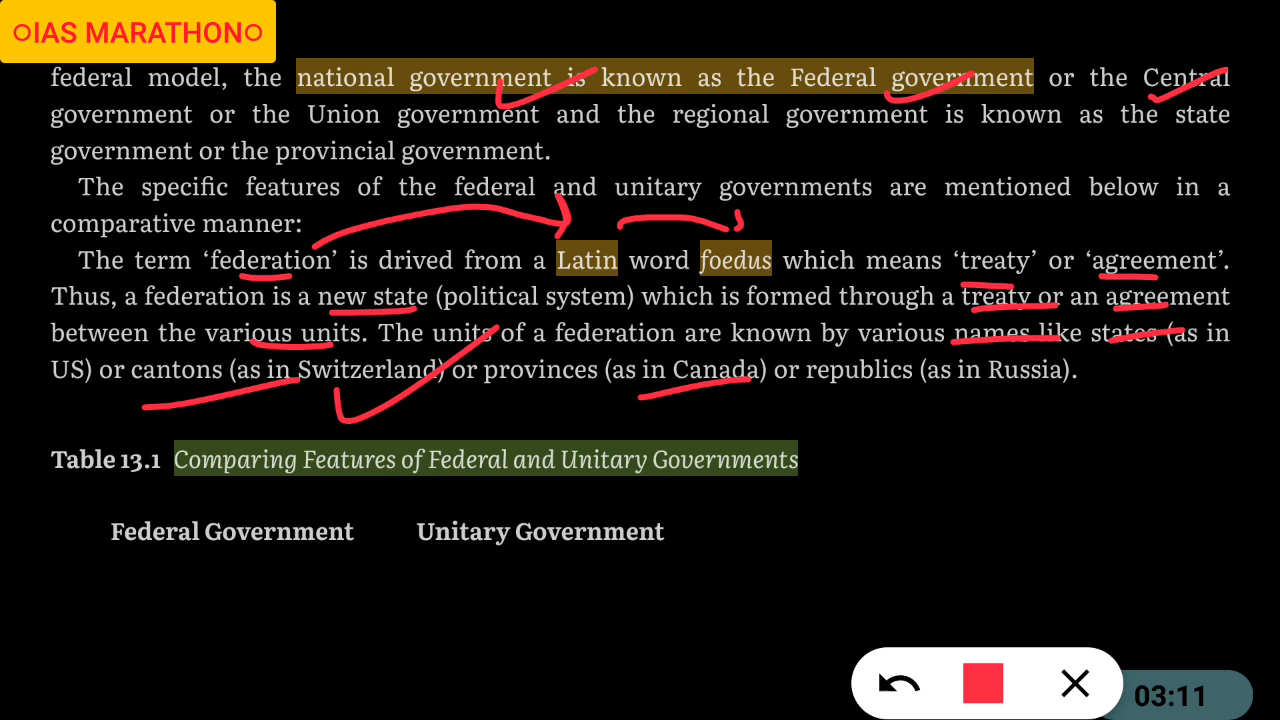 ○IAS MARATHON○
federal model, the national government is known as the Federal government or the Central
government or the Union government and the regional government is known as the state
government or the provincial government.
The specific features of the federal and unitary governments are mentioned below in a
comparative manner:
The term ‘federation’ is drived from a Latin word foedus which means ‘treaty’ or ‘agreement’.
Thus, a federation is a new state (political system) which is formed through a treaty or an agreement
between the various units. The units of a federation are known by various names like states (as in
US) or cantons (as in Switzerland) or provinces (as in Canada) or republics (as in Russia).
Table 13.1 Comparing Features of Federal and Unitary Governments
Federal Government Unitary Government
03:11